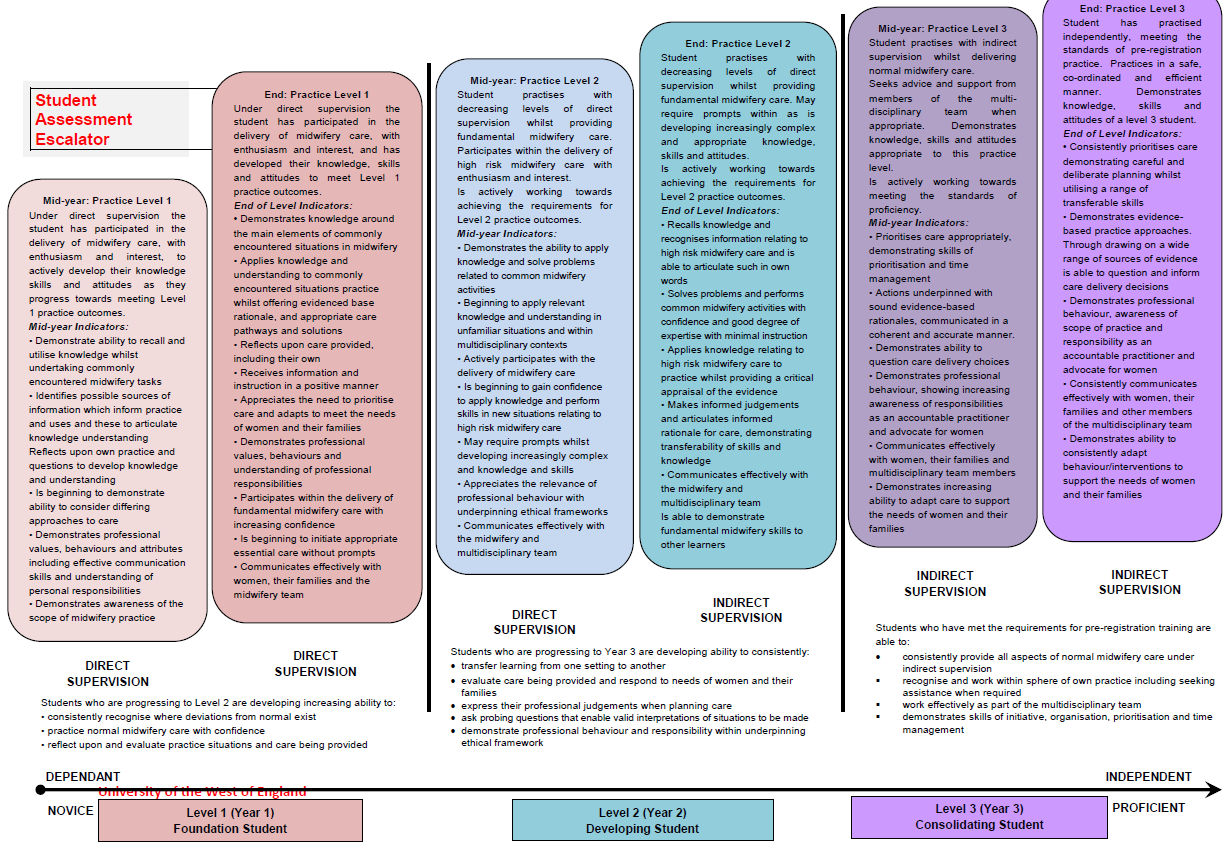 Student
Assessment
Escalator
Mid-year: Practice Level 1
Under direct supervision the
student has participated in the
delivery of midwifery care, with
enthusiasm and interest, to
actively develop their knowledge
skills and attitudes as they
progress towards meeting Level
1 practice outcomes.
Mid-year Indicators:
• Demonstrate ability to recall and
utilise knowledge whilst
undertaking commonly
encountered midwifery tasks
• Identifies possible sources of
information which inform practice
and uses and these to articulate
knowledge understanding
Reflects upon own practice and
questions to develop knowledge
and understanding
• Is beginning to demonstrate
ability to consider differing
approaches to care
• Demonstrates professional
values, behaviours and attributes
including effective communication
skills and understanding of
personal responsibilities
• Demonstrates awareness of the
scope of midwifery practice
End: Practice Level 1
Under direct supervision the
student has participated in the
delivery of midwifery care, with
enthusiasm and interest, and has
developed their knowledge, skills
and attitudes to meet Level 1
practice outcomes.
End of Level Indicators:
• Demonstrates knowledge around
the main elements of commonly
encountered situations in midwifery
• Applies knowledge and
understanding to commonly
encountered situations practice
whilst offering evidenced base
rationale, and appropriate care
pathways and solutions
• Reflects upon care provided,
including their own
• Receives information and
instruction in a positive manner
• Appreciates the need to prioritise
care and adapts to meet the needs
of women and their families
• Demonstrates professional
values, behaviours and
understanding of professional
responsibilities
• Participates within the delivery of
fundamental midwifery care with
increasing confidence
• Is beginning to initiate appropriate
essential care without prompts
• Communicates effectively with
women, their families and the
midwifery team
Mid-year: Practice Level 2
Student practises with
decreasing levels of direct
supervision whilst providing
fundamental midwifery care.
Participates within the delivery of
high risk midwifery care with
enthusiasm and interest.
Is actively working towards
achieving the requirements for
Level 2 practice outcomes.
Mid-year Indicators:
• Demonstrates the ability to apply
knowledge and solve problems
related to common midwifery
activities
• Beginning to apply relevant
knowledge and understanding in
unfamiliar situations and within
multidisciplinary contexts
• Actively participates with the
delivery of midwifery care
• Is beginning to gain confidence
to apply knowledge and perform
skills in new situations relating to
high risk midwifery care
• May require prompts whilst
developing increasingly complex
and knowledge and skills
• Appreciates the relevance of
professional behaviour with
underpinning ethical frameworks
• Communicates effectively with
the midwifery and
multidisciplinary team
End: Practice Level 2
Student practises with
decreasing levels of direct
supervision whilst providing
fundamental midwifery care. May
require prompts within as is
developing increasingly complex
and appropriate knowledge,
skills and attitudes.
Is actively working towards
achieving the requirements for
Level 2 practice outcomes.
End of Level Indicators:
• Recalls knowledge and
recognises information relating to
high risk midwifery care and is
able to articulate such in own
words
• Solves problems and performs
common midwifery activities with
confidence and good degree of
expertise with minimal instruction
• Applies knowledge relating to
high risk midwifery care to
practice whilst providing a critical
appraisal of the evidence
• Makes informed judgements
and articulates informed
rationale for care, demonstrating
transferability of skills and
knowledge
• Communicates effectively with
the midwifery and
multidisciplinary team
Is able to demonstrate
fundamental midwifery skills to
other learners
Mid-year: Practice Level 3
Student practises with indirect
supervision whilst delivering
normal midwifery care.
Seeks advice and support from
members of the multi-
disciplinary team when
appropriate. Demonstrates
knowledge, skills and attitudes
appropriate to this practice
level.
Is actively working towards
meeting the standards of
proficiency.
Mid-year Indicators:
• Prioritises care appropriately,
demonstrating skills of
prioritisation and time
management
• Actions underpinned with
sound evidence-based
rationales, communicated in a
coherent and accurate manner.
• Demonstrates ability to
question care delivery choices
• Demonstrates professional
behaviour, showing increasing
awareness of responsibilities
as an accountable practitioner
and advocate for women
• Communicates effectively
with women, their families and
multidisciplinary team members
• Demonstrates increasing
ability to adapt care to support
the needs of women and their
families
End: Practice Level 3
Student has practised
independently, meeting the
standards of pre-registration
practice. Practices in a safe,
co-ordinated and efficient
manner. Demonstrates
knowledge, skills and
attitudes of a level 3 student.
End of Level Indicators:
• Consistently prioritises care
demonstrating careful and
deliberate planning whilst
utilising a range of
transferable skills
• Demonstrates evidence-
based practice approaches.
Through drawing on a wide
range of sources of evidence
is able to question and inform
care delivery decisions
• Demonstrates professional
behaviour, awareness of
scope of practice and
responsibility as an
accountable practitioner and
advocate for women
• Consistently communicates
effectively with women, their
families and other members
of the multidisciplinary team
• Demonstrates ability to
consistently adapt
behaviour/interventions to
support the needs of women
and their families
DIRECT
SUPERVISION
DIRECT
SUPERVISION
DIRECT
SUPERVISION
INDIRECT
SUPERVISION
INDIRECT
SUPERVISION
INDIRECT
SUPERVISION
Students who are progressing to Level 2 are developing increasing ability to:
• consistently recognise where deviations from normal exist
• practice normal midwifery care with confidence
• reflect upon and evaluate practice situations and care being provided
Students who are progressing to Year 3 are developing ability to consistently:
• transfer learning from one setting to another
• evaluate care being provided and respond to needs of women and their
families
• express their professional judgements when planning care
• ask probing questions that enable valid interpretations of situations to be made
• demonstrate professional behaviour and responsibility within underpinning
ethical framework
Students who have met the requirements for pre-registration training are
able to:
• consistently provide all aspects of normal midwifery care under
indirect supervision
▪ recognise and work within sphere of own practice including seeking
assistance when required
▪ work effectively as part of the multidisciplinary team
▪ demonstrates skills of initiative, organisation, prioritisation and time
management
DEPENDANT
INDEPENDENT
University of the West of England
NOVICE
Level 1 (Year 1)
Foundation Student
Level 2 (Year 2)
Developing Student
Level 3 (Year 3)
Consolidating Student
PROFICIENT